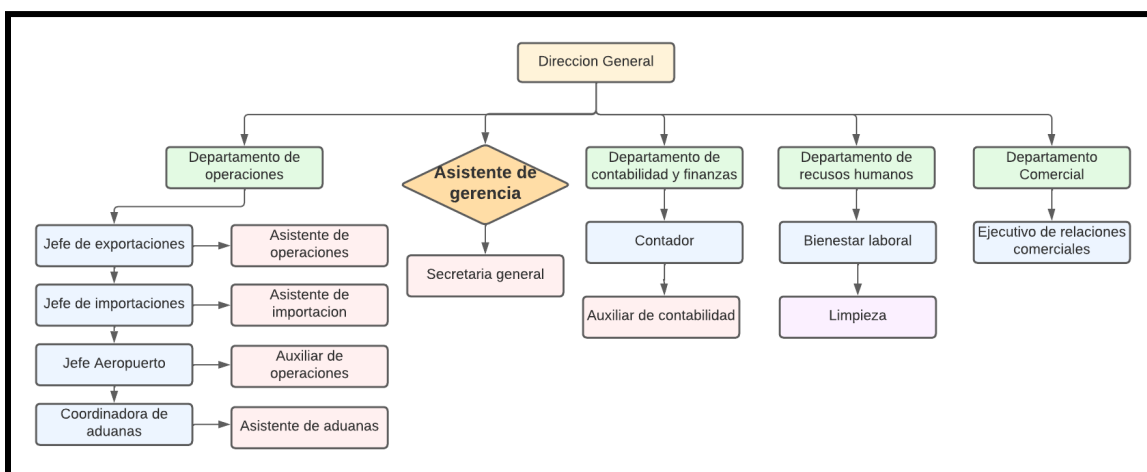 Direccion General
Departamento de
operaciones
Asistente de
gerencia
Departamento de
contabilidad y finanzas
Departamento de
recusos humanos
Departamento
Comercial
Jefe de exportaciones
Asistente de
operaciones
Secretaria general
Contador
Bienestar laboral
Ejecutivo de relaciones
comerciales
Jefe de importaciones
Asistente de
importacion
Auxiliar de contabilidad
Limpieza
Jefe Aeropuerto
Auxiliar de
operaciones
Coordinadora de
aduanas
Asistente de aduanas